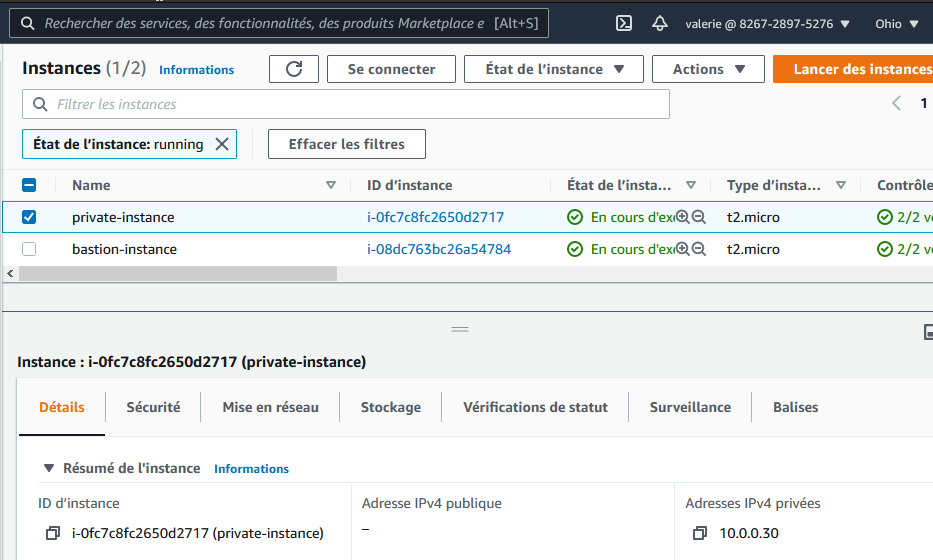 Rechercher des services, des fonctionnalités, des produits Marketplace e [Alt+S] valerie @ 8267-2897-5276 Ohio
Instances (1/2) Informations Se connecter État de l’instance Actions Lancer des instances
Filtrer les instances 1
État de l’instance: running Effacer les filtres
Name ID d’instance État de l’insta... Type d’insta... Contrôle
private-instance i-0fc7c8fc2650d2717 En cours d'exe t2.micro 2/2 v
bastion-instance i-08dc763bc26a54784 En cours d'exe t2.micro 2/2 v
Instance : i-0fc7c8fc2650d2717 (private-instance)
Détails Sécurité Mise en réseau Stockage Vérifications de statut Surveillance Balises
Résumé de l'instance Informations
ID d’instance Adresse IPv4 publique Adresses IPv4 privées
i-0fc7c8fc2650d2717 (private-instance) – 10.0.0.30